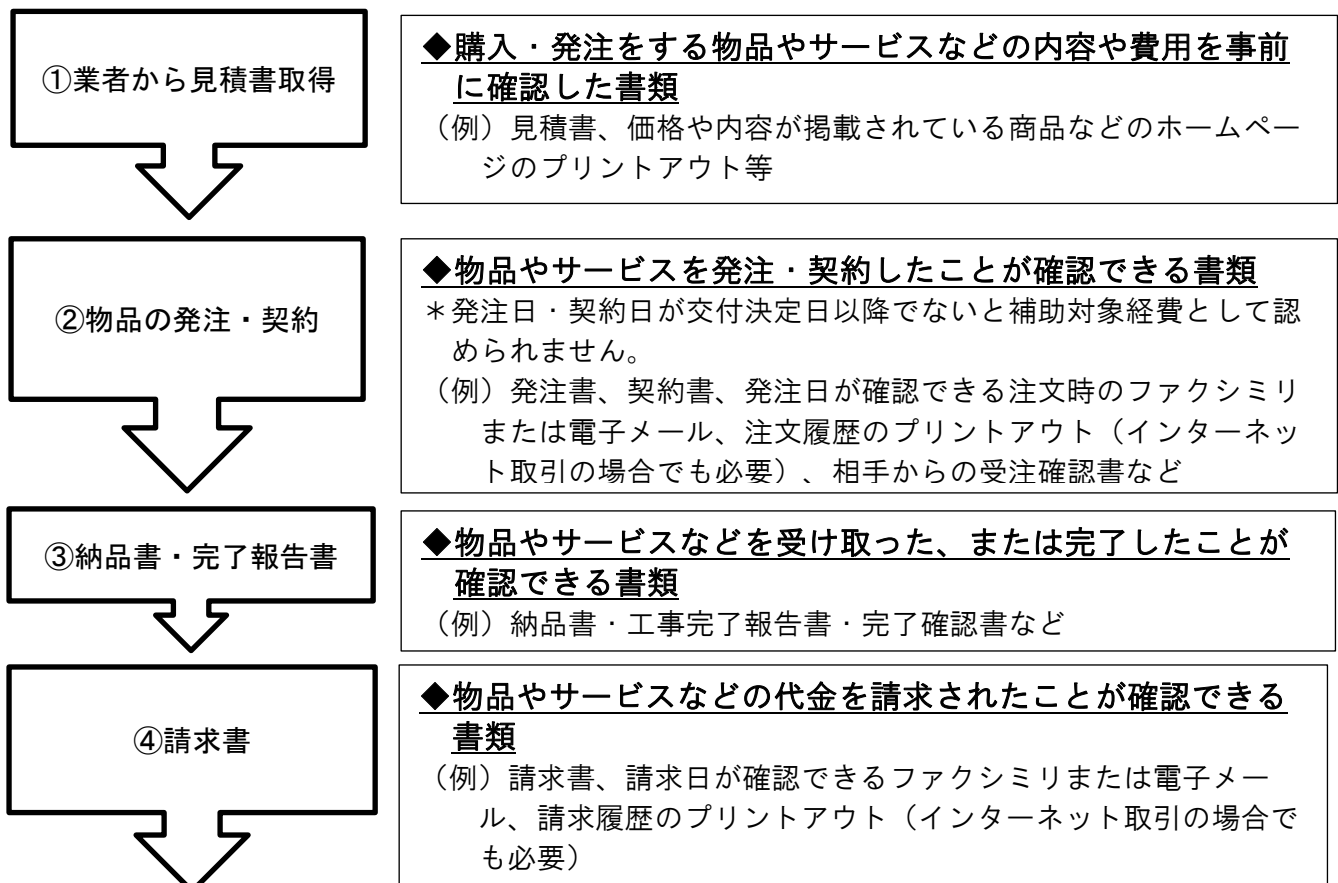 ①業者から見積書取得
◆購入・発注をする物品やサービスなどの内容や費用を事前
に確認した書類
（例）見積書、価格や内容が掲載されている商品などのホームペー
ジのプリントアウト等
②物品の発注・契約
◆物品やサービスを発注・契約したことが確認できる書類
＊発注日・契約日が交付決定日以降でないと補助対象経費として認
められません。
（例）発注書、契約書、発注日が確認できる注文時のファクシミリ
または電子メール、注文履歴のプリントアウト（インターネッ
ト取引の場合でも必要）、相手からの受注確認書など
③納品書・完了報告書
◆物品やサービスなどを受け取った、または完了したことが
確認できる書類
（例）納品書・工事完了報告書・完了確認書など
④請求書
◆物品やサービスなどの代金を請求されたことが確認できる
書類
（例）請求書、請求日が確認できるファクシミリまたは電子メー
ル、請求履歴のプリントアウト（インターネット取引の場合で
も必要）